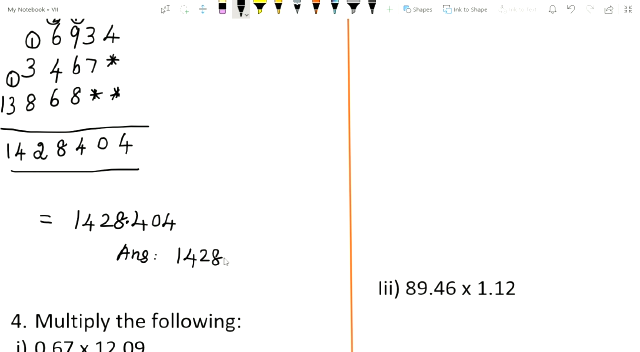 My Notebook • VII
Shapes
Ink to Shape
① 6 9 3 4
① 3 4 6 7 *
13 8 6 8 * *
1 4 2 8 4 0 4
= 1428.404
Ans: 1428
4. Multiply the following:
i) 0.67 x 12.09
Iii) 89.46 x 1.12